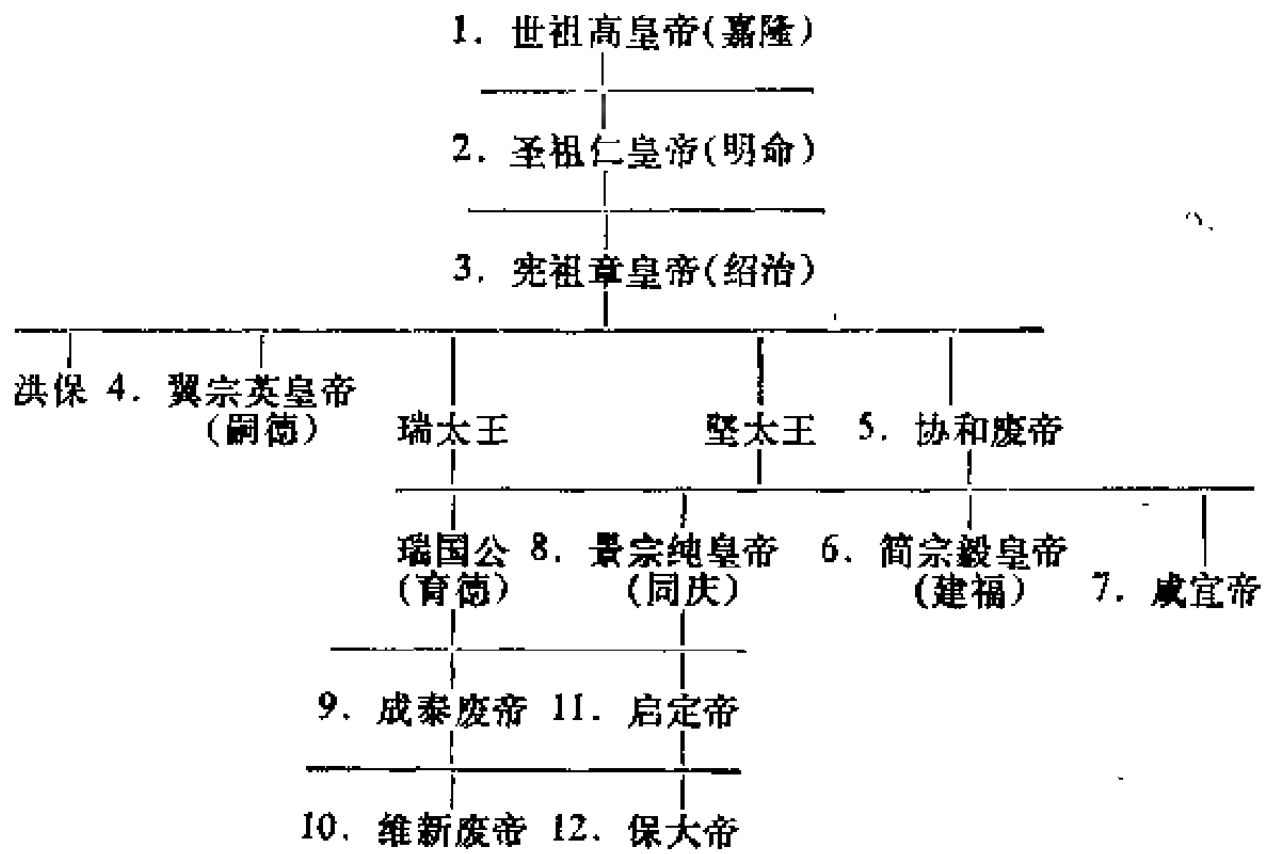 1. 世祖高皇帝(嘉隆)
2. 圣祖仁皇帝(明命)
3. 宪祖章皇帝(绍治)
洪保 4. 翼宗英皇帝
(嗣德)
瑞太王 坚太王 5. 协和废帝
瑞国公 8. 景宗纯皇帝 6. 简宗毅皇帝
(育德) (同庆) (建福) 7. 咸宜帝
9. 成泰废帝 11. 启定帝
10. 维新废帝 12. 保大帝